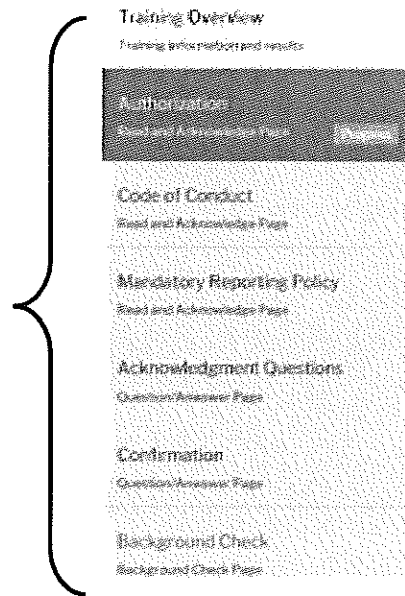 Training Overview
Training information and results
Authorization
Read and Acknowledge Page
Code of Conduct
Read and Acknowledge Page
Mandatory Reporting Policy
Read and Acknowledge Page
Acknowledgment Questions
Question/Answer Page
Confirmation
Question/Answer Page
Background Check
Background Check Page